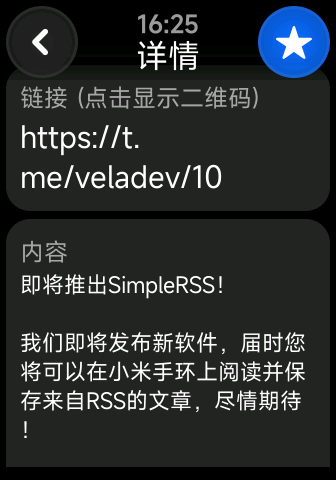 16:25
详情
链接 (点击显示二维码)
https://t.
me/veladev/10
内容
即将推出SimpleRSS！
我们即将发布新软件，届时您
将可以在小米手环上阅读并保
存来自RSS的文章，尽情期待
！